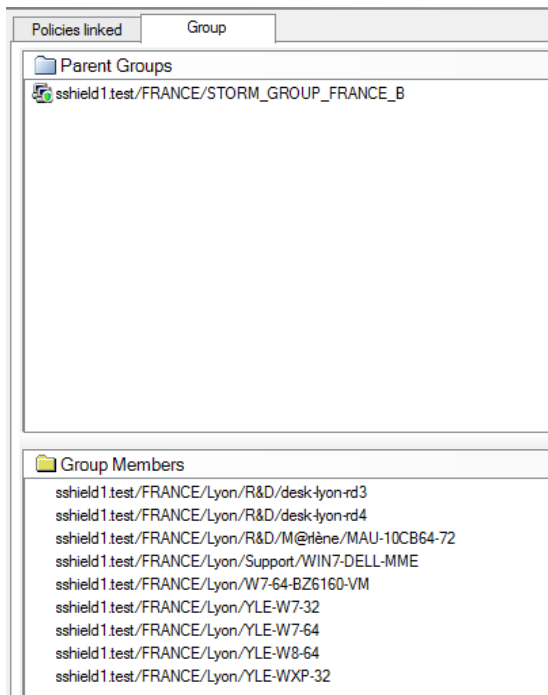 Policies linked
Group
Parent Groups
sshield1.test/FRANCE/STORM_GROUP_FRANCE_B
Group Members
sshield1.test/FRANCE/Lyon/R&D/desk-lyon-rd3
sshield1.test/FRANCE/Lyon/R&D/desk-lyon-rd4
sshield1.test/FRANCE/Lyon/R&D/M@rlène/MAU-10CB64-72
sshield1.test/FRANCE/Lyon/Support/WIN7-DELL-MME
sshield1.test/FRANCE/Lyon/W7-64-BZ6160-VM
sshield1.test/FRANCE/Lyon/YLE-W7-32
sshield1.test/FRANCE/Lyon/YLE-W7-64
sshield1.test/FRANCE/Lyon/YLE-W8-64
sshield1.test/FRANCE/Lyon/YLE-WXP-32